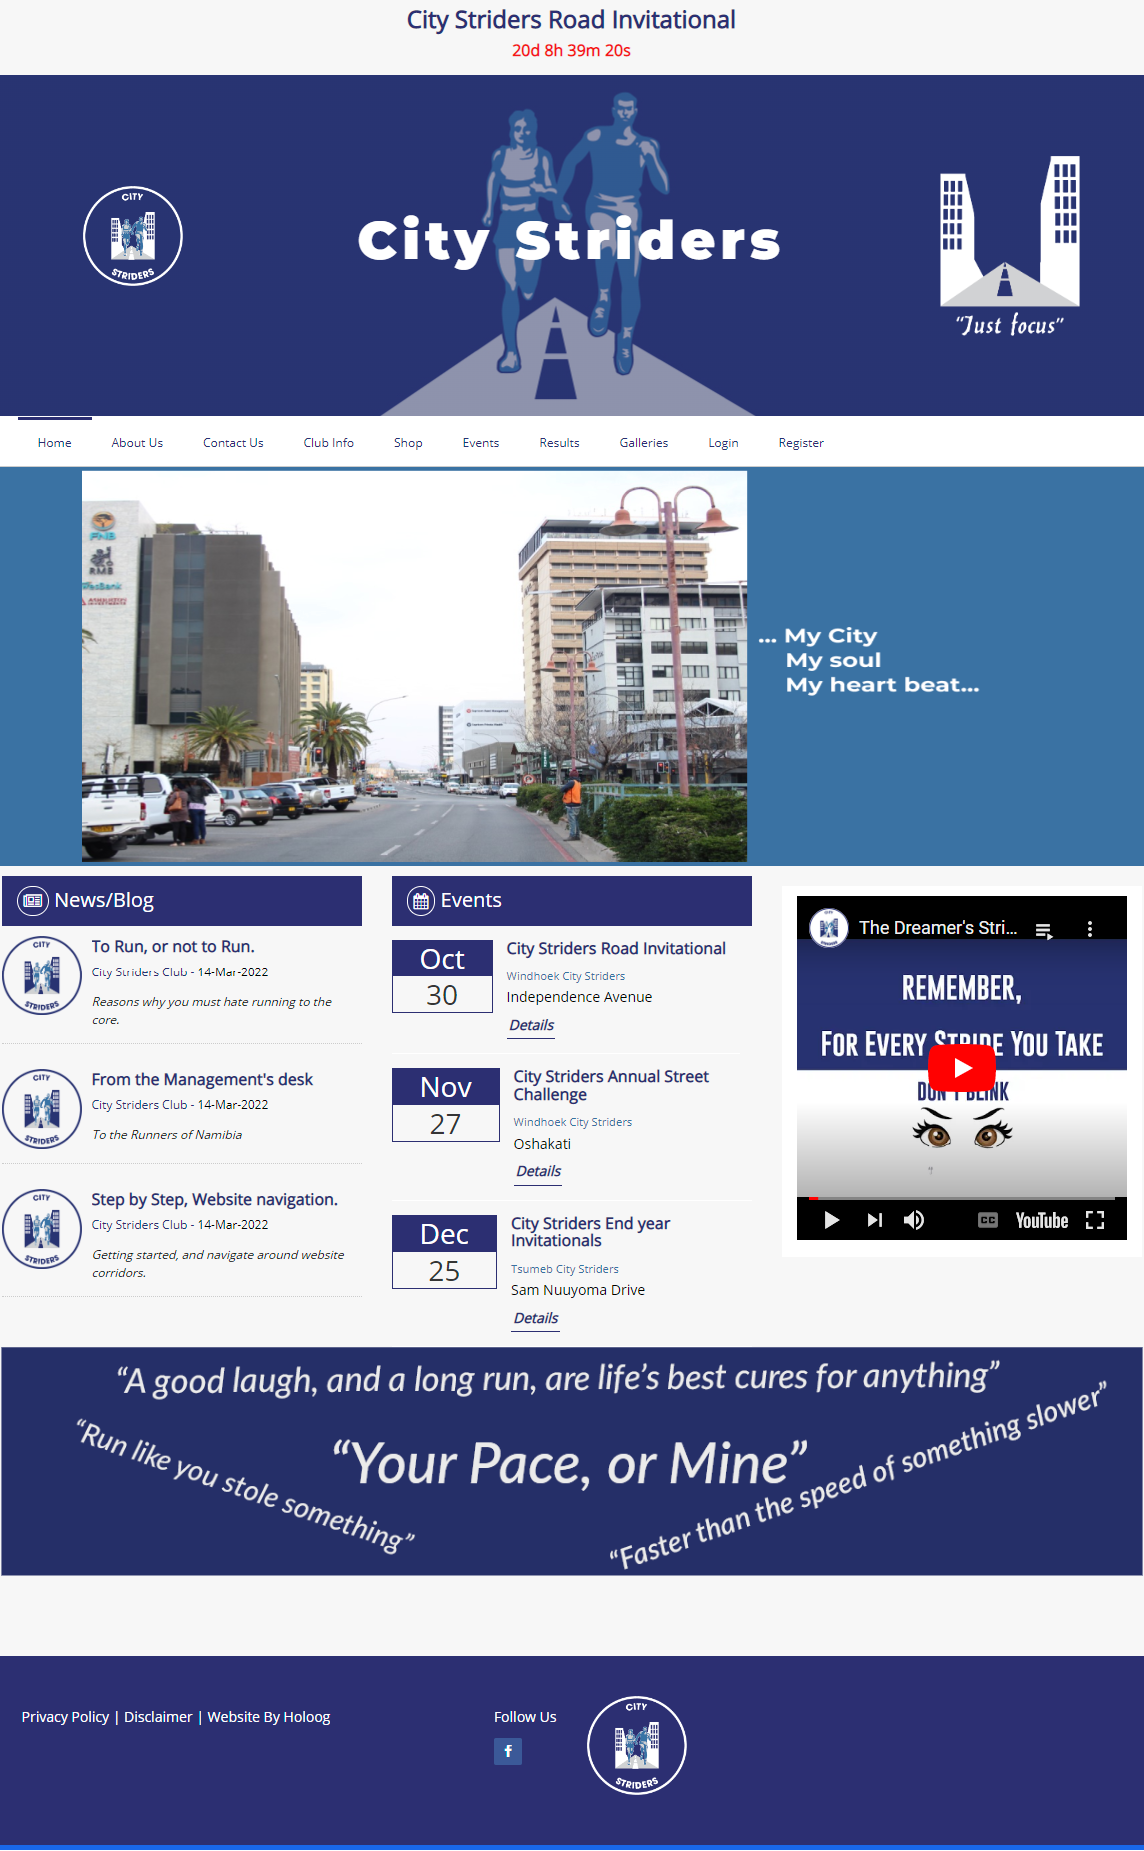 City Striders Road Invitational
20d 8h 39m 20s
CITY
STRIDERS
City Striders
"Just focus"
Home
About Us
Contact Us
Club Info
Shop
Events
Results
Galleries
Login
Register
FNB
RMB
WesBank
... My City
My soul
My heart beat...
News/Blog
CITY
STRIDERS
To Run, or not to Run.
City Striders Club - 14-Mar-2022
Reasons why you must hate running to the
core.
CITY
STRIDERS
From the Management's desk
City Striders Club - 14-Mar-2022
To the Runners of Namibia
CITY
STRIDERS
Step by Step, Website navigation.
City Striders Club - 14-Mar-2022
Getting started, and navigate around website
corridors.
Events
Oct
30
City Striders Road Invitational
Windhoek City Striders
Independence Avenue
Details
Nov
27
City Striders Annual Street
Challenge
Windhoek City Striders
Oshakati
Details
Dec
25
City Striders End year
Invitationals
Tsumeb City Striders
Sam Nuuyoma Drive
Details
The Dreamer's Stri...
REMEMBER,
FOR EVERY STRIDE YOU TAKE
DON'T BLINK
CC
YouTube
"A good laugh, and a long run, are life's best cures for anything"
"Run like you stole something"
"Your Pace, or Mine"
"Faster than the speed of something slower"
Privacy Policy | Disclaimer | Website By Holoog
Follow Us
f
CITY
STRIDERS